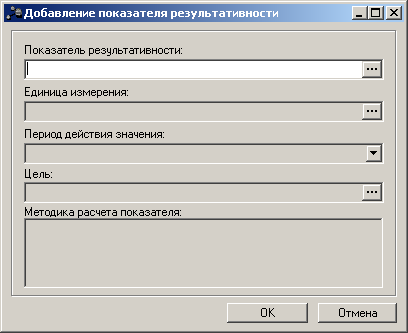 Добавление показателя результативности
Показатель результативности:
...
Единица измерения:
...
Период действия значения:
Цель:
...
Методика расчета показателя:
OK Отмена